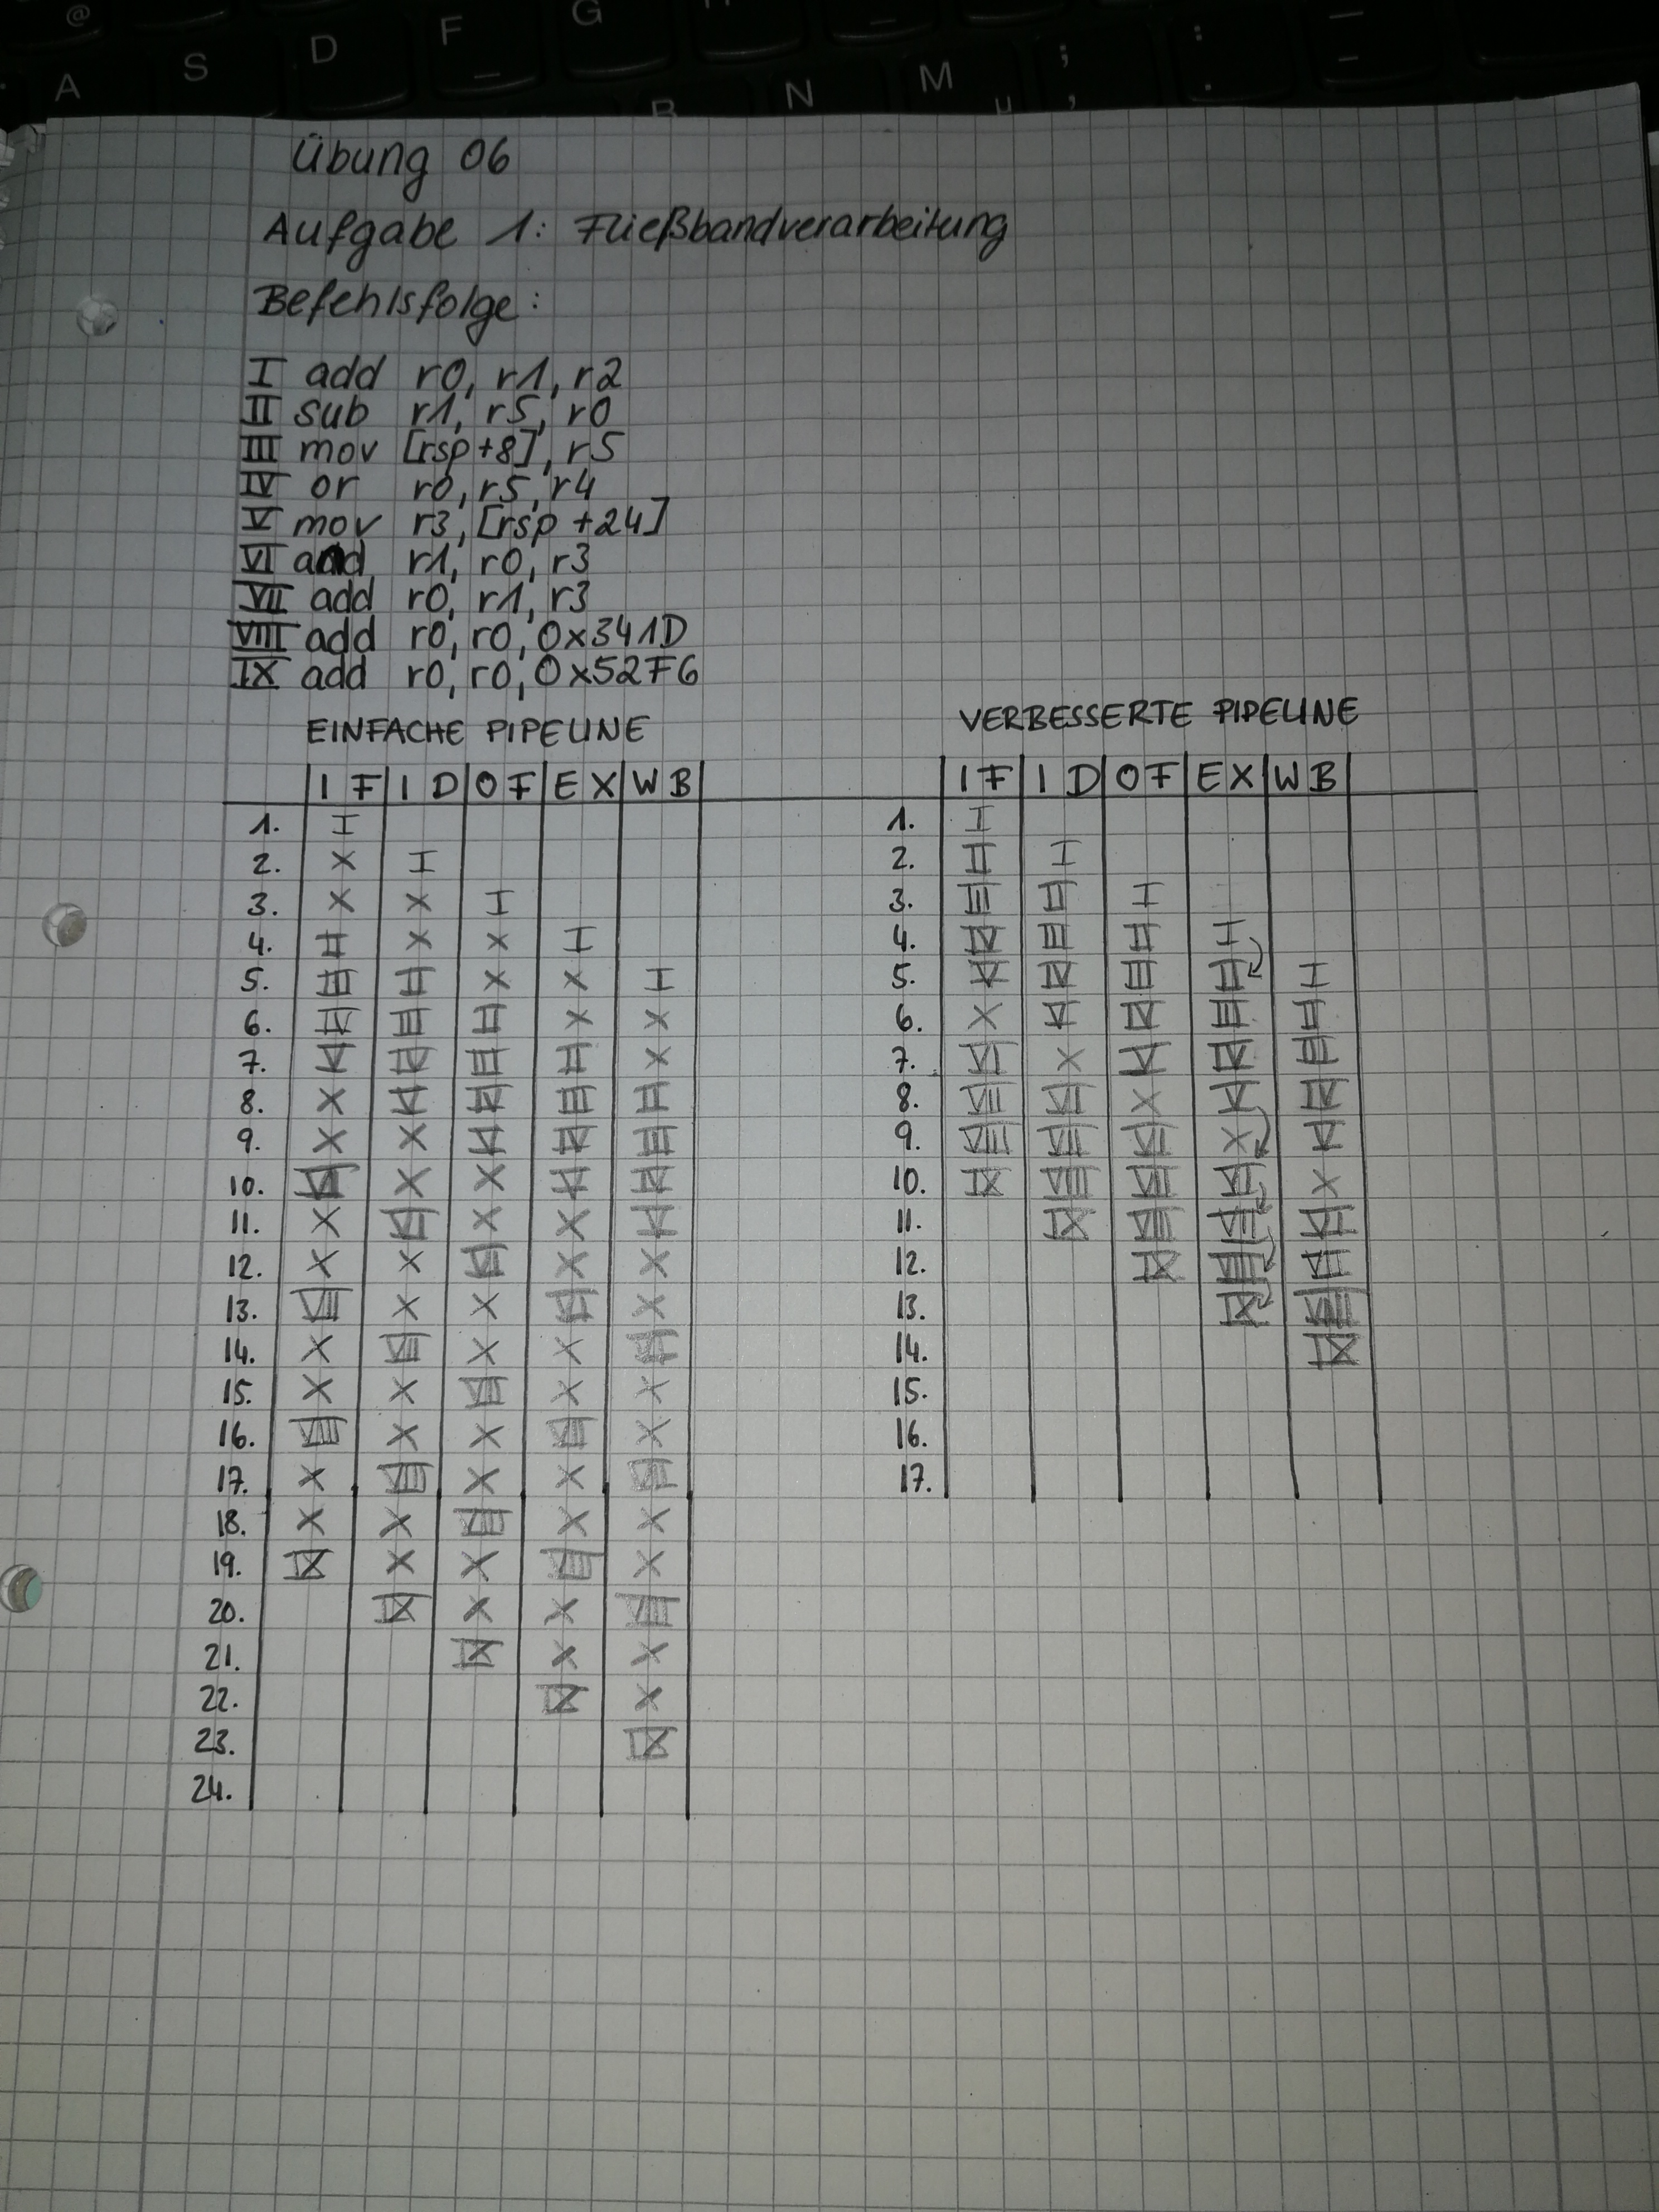 @ G
A S D F _ B N M µ ; , : .
Übung 06
Aufgabe 1: Fließbandverarbeitung
Befehlsfolge:
I add r0, r1, r2
II sub r1, r5, r0
III mov [rsp+8], r5
IV or r0, r5, r4
V mov r3, [rsp +24]
VI add r1, r0, r3
VII add r0, r1, r3
VIII add r0, r0, 0x341D
IX add r0, r0, 0x52F6
EINFACHE PIPELINE
IF ID OF EX WB
1. I
2. X I
3. X X I
4. II X X I
5. III II X X I
6. IV III II X X
7. V IV III II X
8. X V IV III II
9. X X V IV III
10. VI X X V IV
11. X VI X X V
12. X X VI X X
13. VII X X VI X
14. X VII X X VI
15. X X VII X X
16. VIII X X VII X
17. X VIII X X VII
18. X X VIII X X
19. IX X X VIII X
20. IX X X VIII
21. IX X X
22. IX X
23. IX
24.
VERBESSERTE PIPELINE
IF ID OF EX WB
1. I
2. II I
3. III II I
4. IV III II I
5. V IV III II I
6. X V IV III II
7. VI X V IV III
8. VII VI X V IV
9. VIII VII VI X V
10. IX VIII VII VI X
11. IX VIII VII VI
12. IX VIII VII
13. IX VIII
14. IX
15.
16.
17.